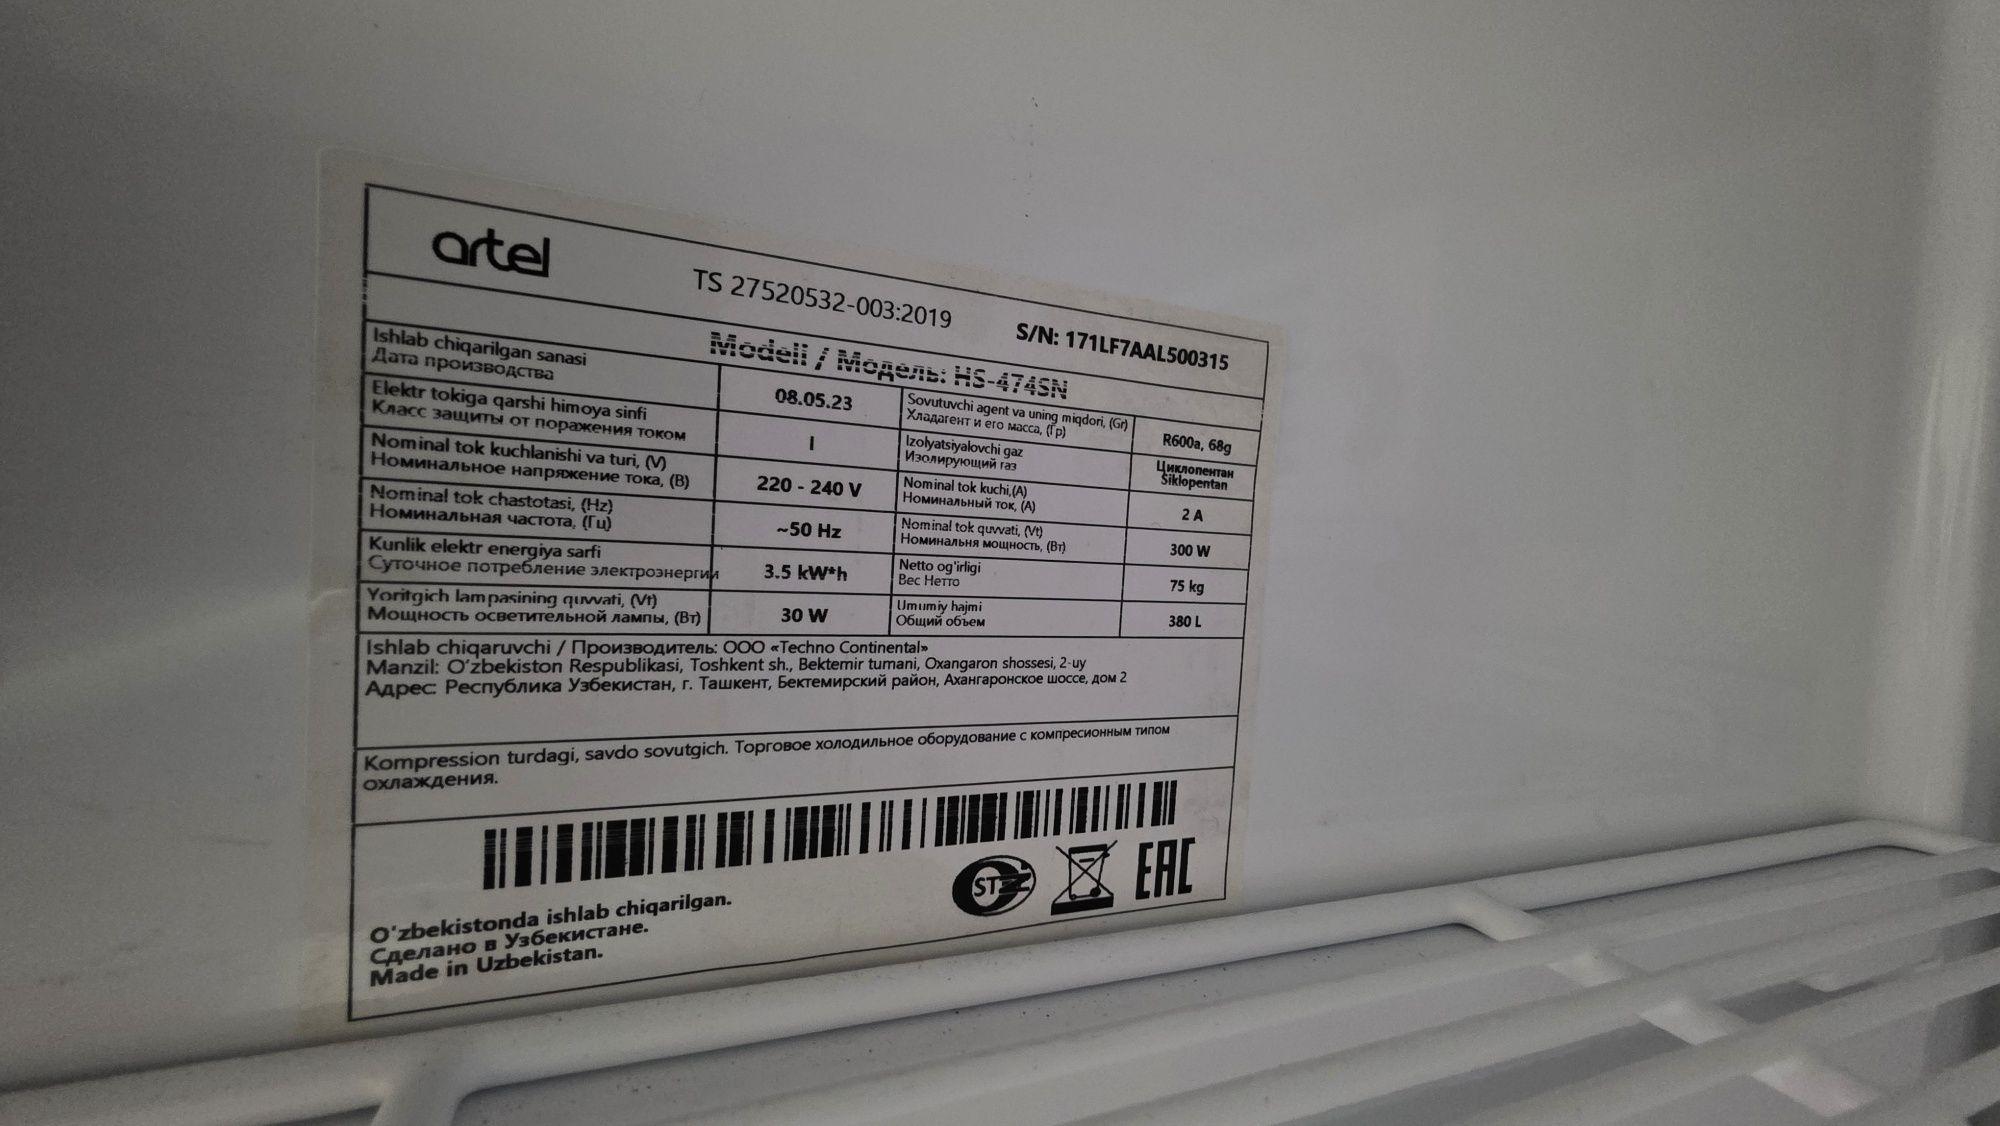 artel
TS 27520532-003:2019
S/N: 171LF7AAL500315
Modeli / Модель: HS-474SN
Ishlab chiqarilgan sanasi
Дата производства
08.05.23
Sovutuvchi agent va uning miqdori, (Gr)
Хладагент и его масса, (Гр)
R600a, 68g
Elektr tokiga qarshi himoya sinfi
Класс защиты от поражения током
I
Izolyatsiyalovchi gaz
Изолирующий газ
Циклопентан
Siklopentan
Nominal tok kuchlanishi va turi, (V)
Номинальное напряжение тока, (В)
220 - 240 V
Nominal tok kuchi,(A)
Номинальный ток, (А)
2 A
Nominal tok chastotasi, (Hz)
Номинальная частота, (Гц)
~50 Hz
Nominal tok quvvati, (Vt)
Номинальня мощность, (Вт)
300 W
Kunlik elektr energiya sarfi
Суточное потребление электроэнергии
3.5 kW*h
Netto og'irligi
Вес Нетто
75 kg
Yoritgich lampasining quvvati, (Vt)
Мощность осветительной лампы, (Вт)
30 W
Umumiy hajmi
Общий объем
380 L
Ishlab chiqaruvchi / Производитель: ООО «Techno Continental»
Manzil: O'zbekiston Respublikasi, Toshkent sh., Bektemir tumani, Oxangaron shossesi, 2-uy
Адрес: Республика Узбекистан, г. Ташкент, Бектемирский район, Ахангаронское шоссе, дом 2
Kompression turdagi, savdo sovutgich. Торговое холодильное оборудование с компресионным типом
охлаждения.
O'zbekistonda ishlab chiqarilgan.
Сделано в Узбекистане.
Made in Uzbekistan.
ST
EAC